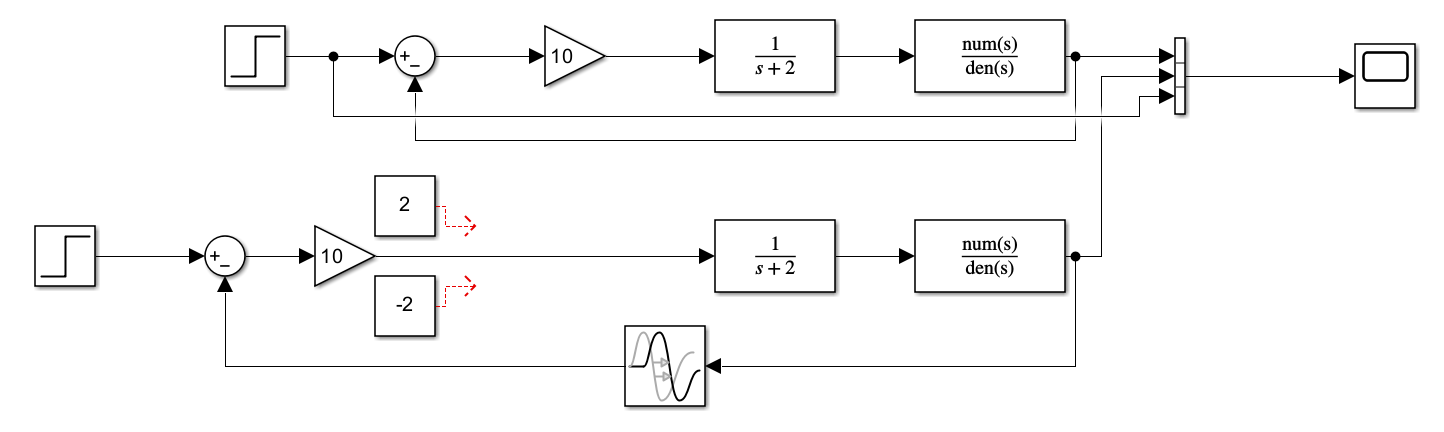 +
−
10
1
s + 2
num(s)
den(s)
2
+
−
10
1
s + 2
num(s)
den(s)
-2